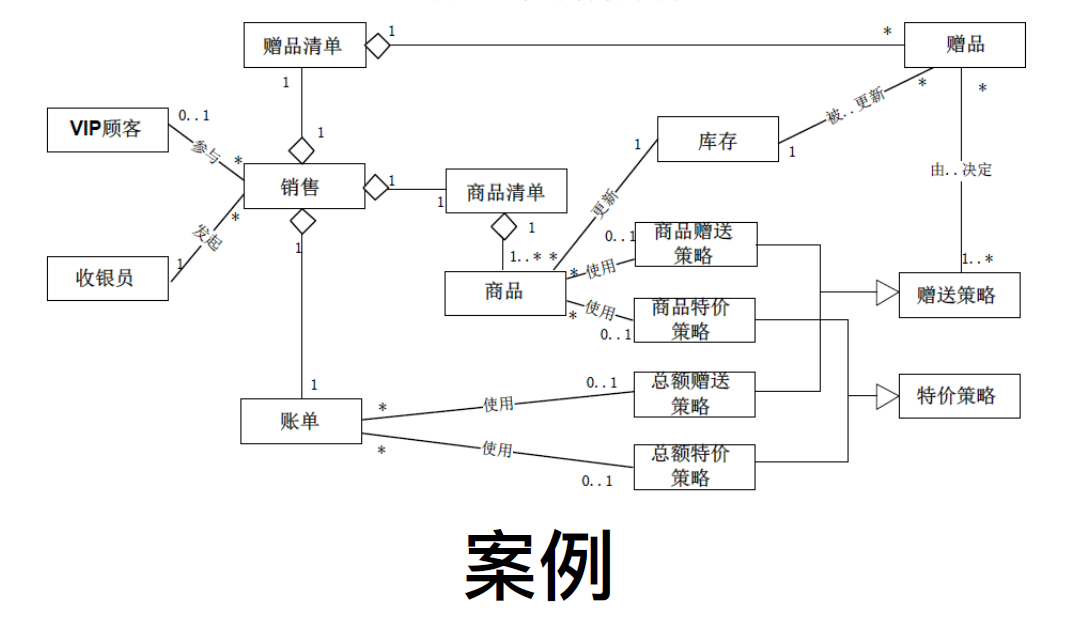 赠品清单
1
*
赠品
1
*
*
VIP顾客
0..1
参与
*
1
库存
1
1
被..更新
销售
1
1
商品清单
由..决定
*
发起
1
1
更新
收银员
1
1..*
*
0..1
商品赠送
策略
1..*
商品
*
使用
赠送策略
*
使用
0..1
商品特价
策略
1
0..1
总额赠送
策略
特价策略
账单
*
使用
*
使用
0..1
总额特价
策略
案例